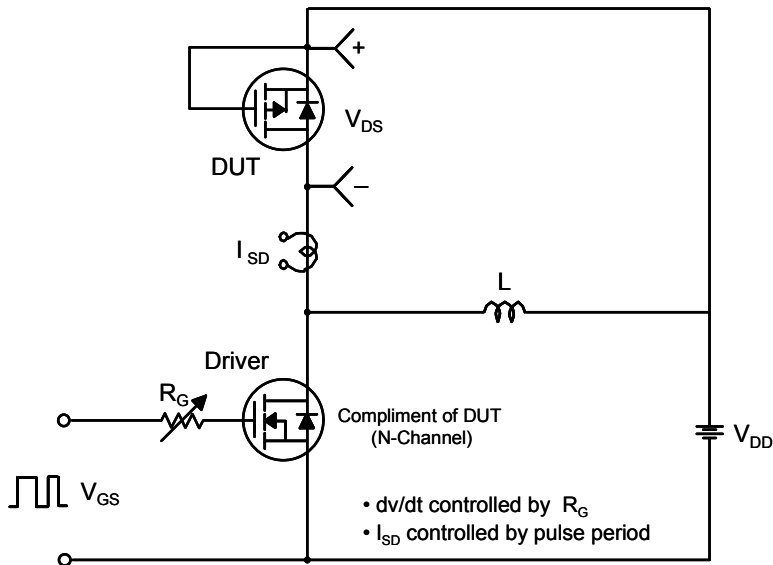 +
V_DS
DUT
–
I_SD
L
Driver
R_G
Compliment of DUT
(N-Channel)
V_DD
V_GS
• dv/dt controlled by R_G
• I_SD controlled by pulse period